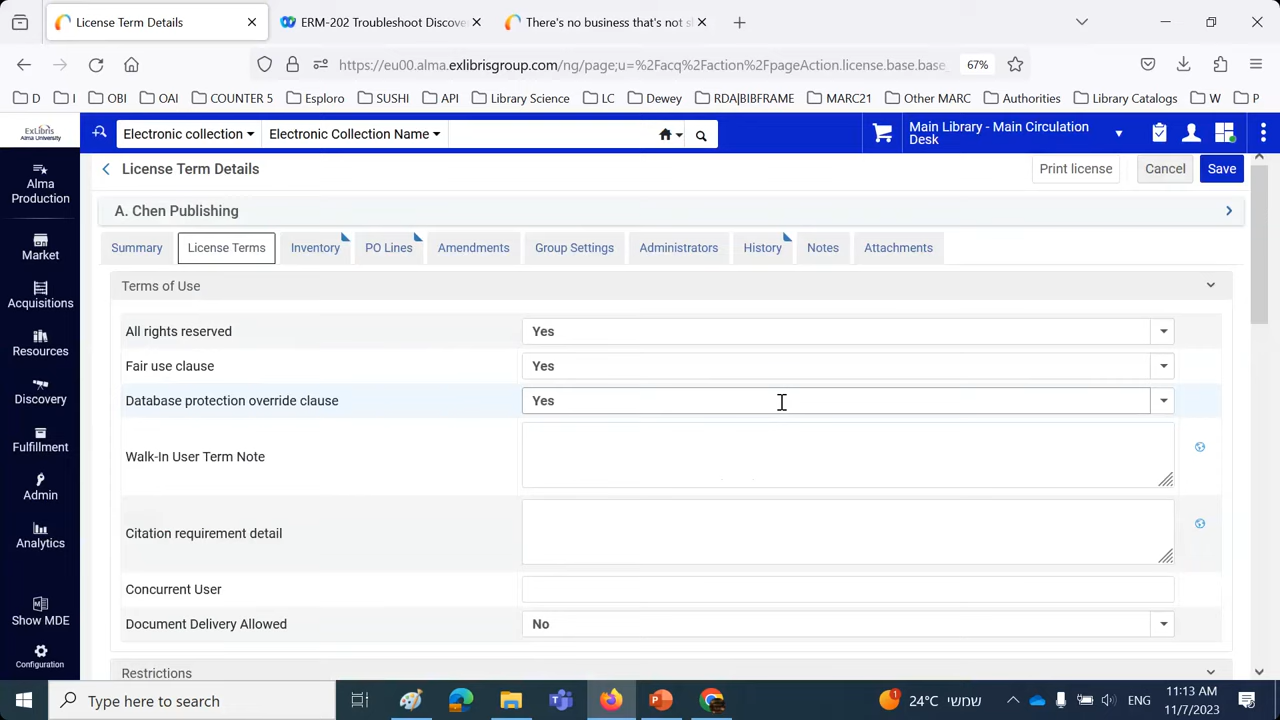 License Term Details
ERM-202 Troubleshoot Discove
There's no business that's not s
https://eu00.alma.exlibrisgroup.com/ng/page;u=%2Facq%2Faction%2FpageAction.license.base.base_
67%
D
I
OBI
OAI
COUNTER 5
Esploro
SUSHI
API
Library Science
LC
Dewey
RDA|BIBFRAME
MARC21
Other MARC
Authorities
Library Catalogs
W
P
ExLibris
Alma University
Electronic collection
Electronic Collection Name
Main Library - Main Circulation
Desk
Alma
Production
Market
Acquisitions
Resources
Discovery
Fulfillment
Admin
Analytics
Show MDE
Configuration
License Term Details
Print license
Cancel
Save
A. Chen Publishing
Summary
License Terms
Inventory
PO Lines
Amendments
Group Settings
Administrators
History
Notes
Attachments
Terms of Use
All rights reserved
Yes
Fair use clause
Yes
Database protection override clause
Yes
Walk-In User Term Note
Citation requirement detail
Concurrent User
Document Delivery Allowed
No
Restrictions
Type here to search
1
24°C שמשי
ENG
11:13 AM
11/7/2023